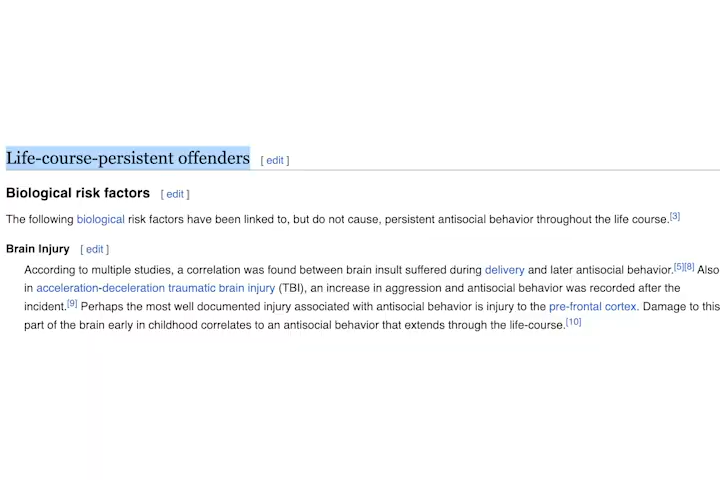 Life-course-persistent offenders [ edit ]
Biological risk factors [ edit ]
The following biological risk factors have been linked to, but do not cause, persistent antisocial behavior throughout the life course.[3]
Brain Injury [ edit ]
According to multiple studies, a correlation was found between brain insult suffered during delivery and later antisocial behavior.[5][8] Also
in acceleration-deceleration traumatic brain injury (TBI), an increase in aggression and antisocial behavior was recorded after the
incident.[9] Perhaps the most well documented injury associated with antisocial behavior is injury to the pre-frontal cortex. Damage to this
part of the brain early in childhood correlates to an antisocial behavior that extends through the life-course.[10]